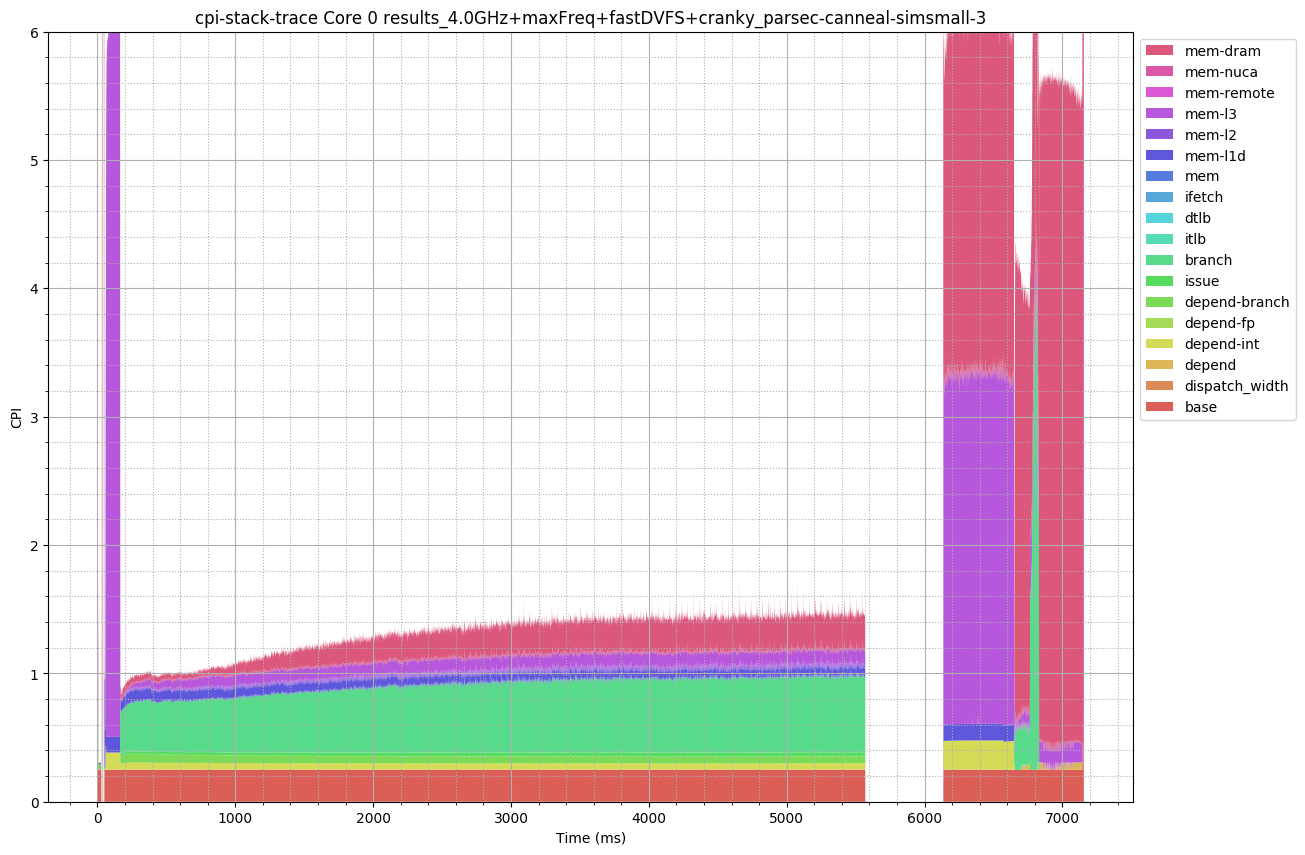 cpi-stack-trace Core 0 results_4.0GHz+maxFreq+fastDVFS+cranky_parsec-canneal-simsmall-3
6
5
4
3
2
1
0
CPI
0
1000
2000
3000
4000
5000
6000
7000
Time (ms)
mem-dram
mem-nuca
mem-remote
mem-l3
mem-l2
mem-l1d
mem
ifetch
dtlb
itlb
branch
issue
depend-branch
depend-fp
depend-int
depend
dispatch_width
base